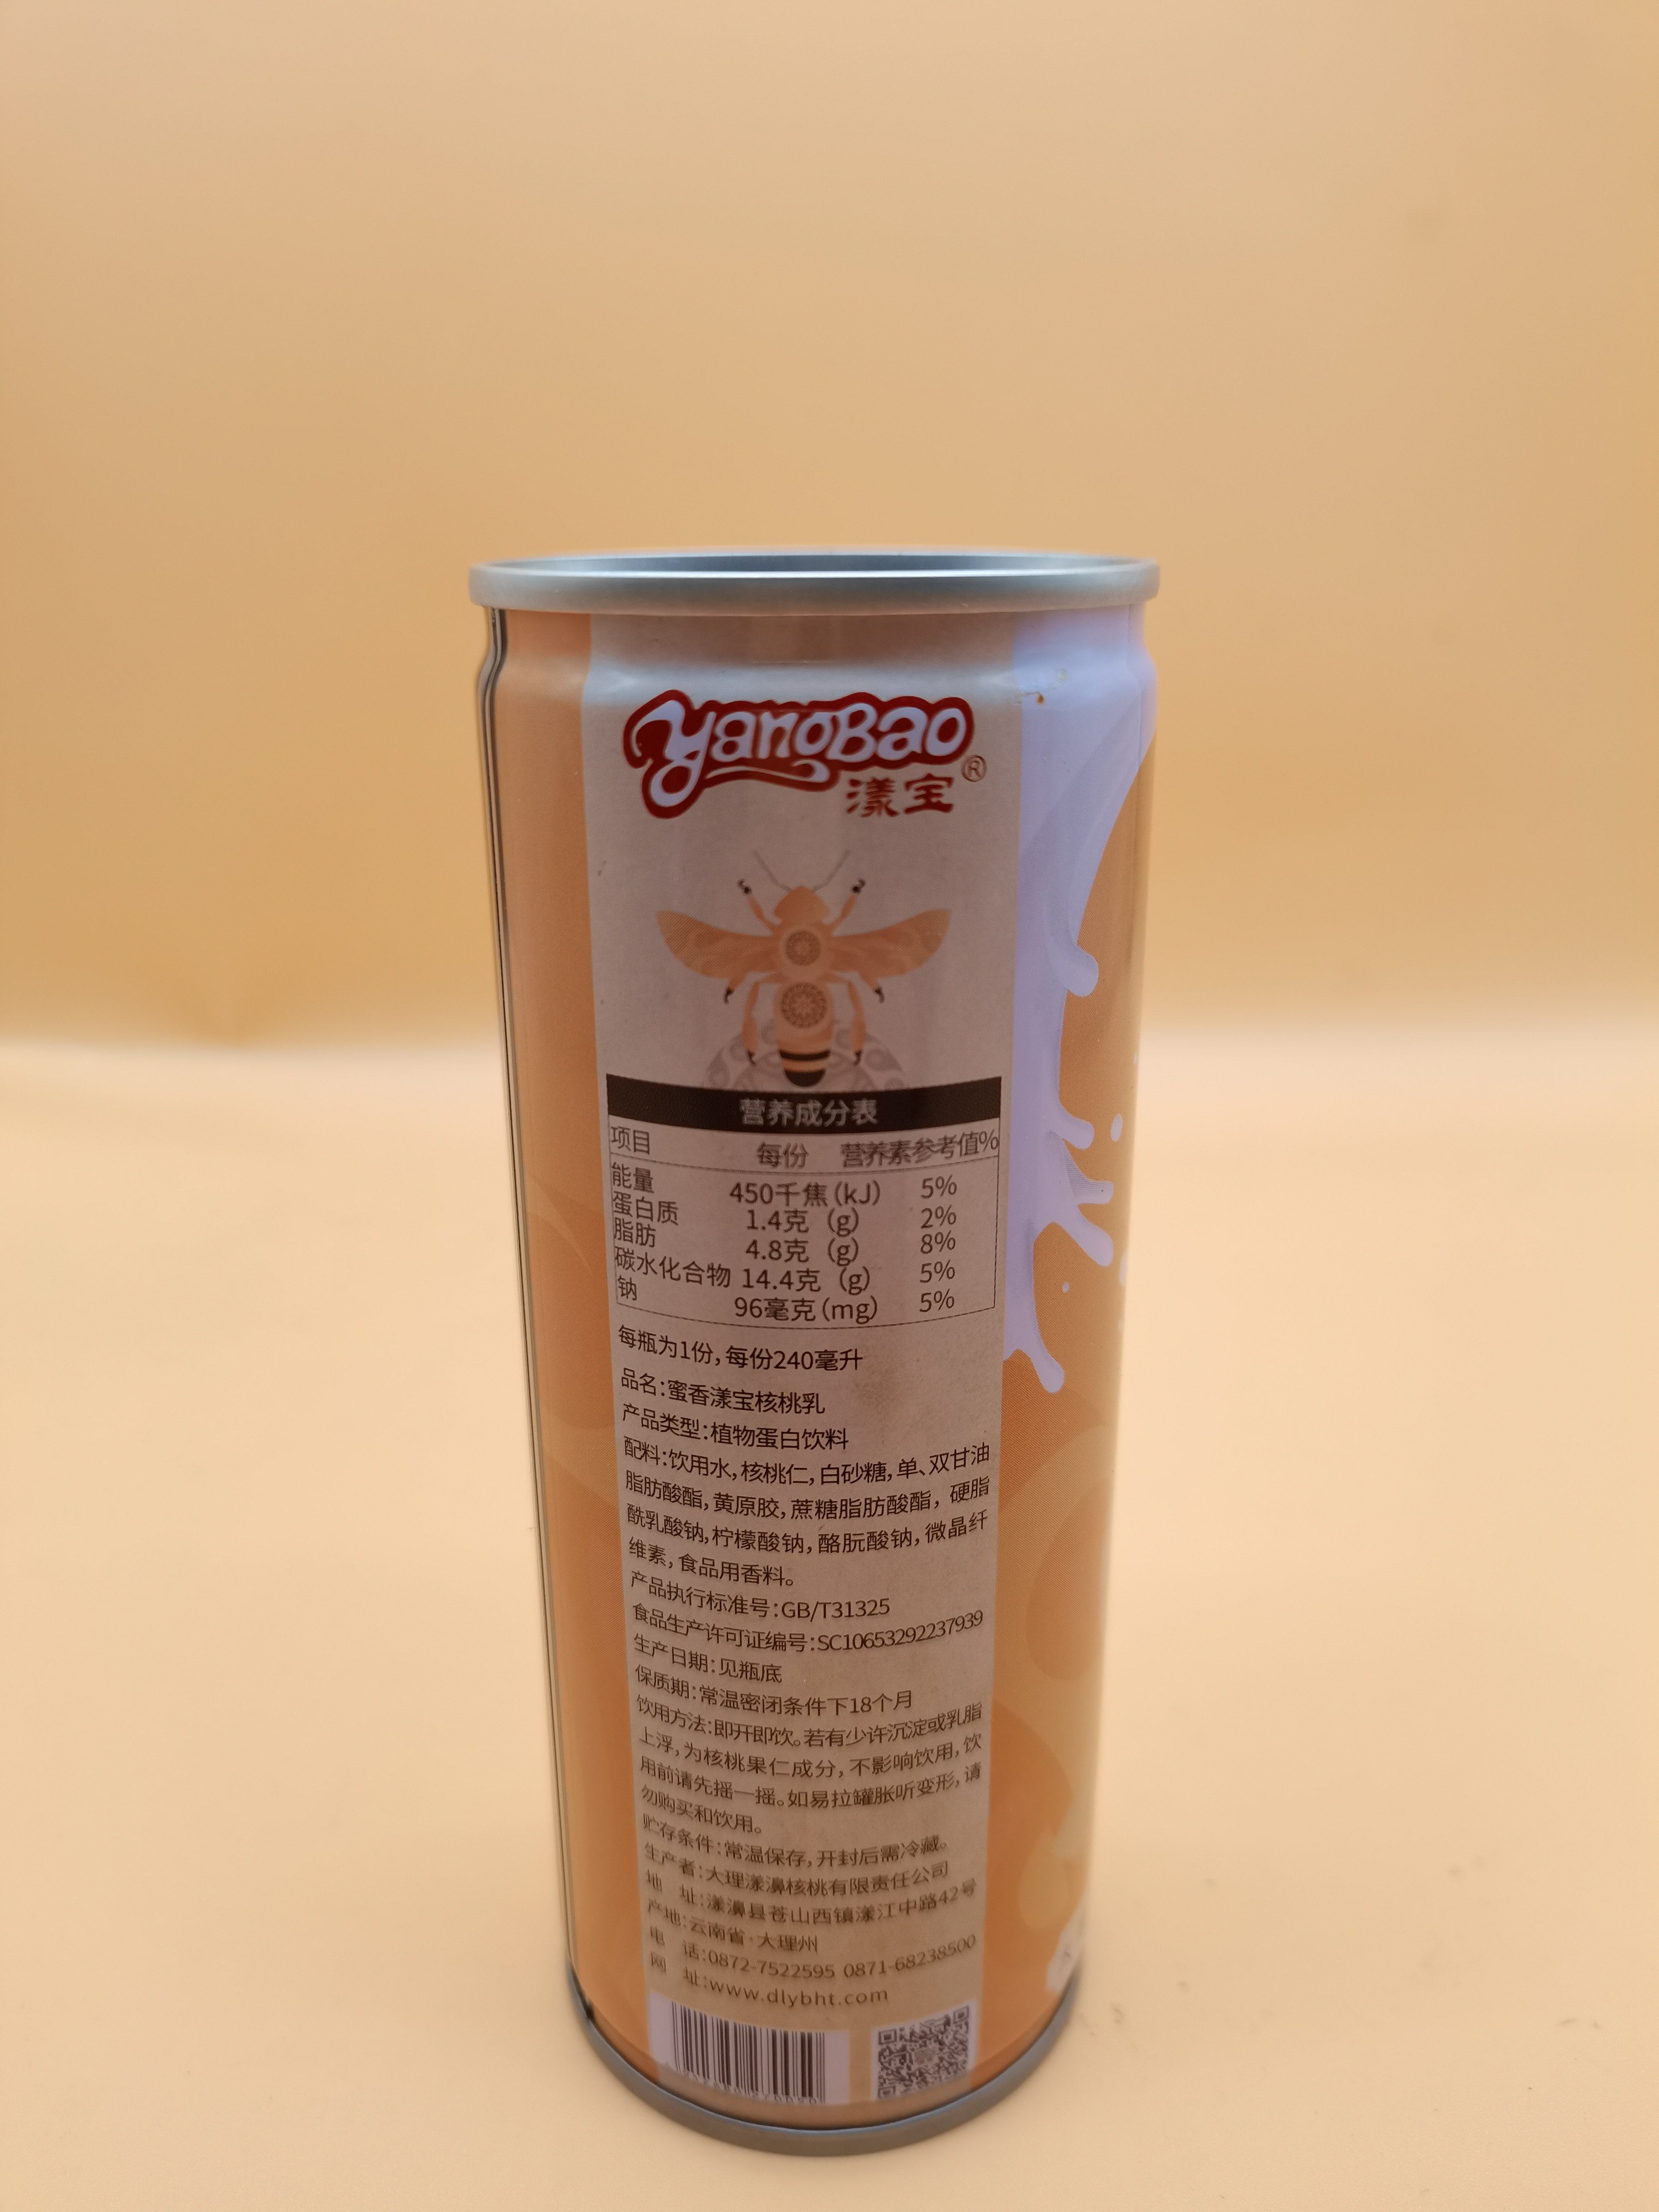 yangBao®
漾宝
营养成分表
项目 每份 营养素参考值%
能量 450千焦(kJ) 5%
蛋白质 1.4克 (g) 2%
脂肪 4.8克 (g) 8%
碳水化合物 14.4克 (g) 5%
钠 96毫克(mg) 5%
每瓶为1份,每份240毫升
品名:蜜香漾宝核桃乳
产品类型:植物蛋白饮料
配料:饮用水,核桃仁,白砂糖,单、双甘油
脂肪酸酯,黄原胶,蔗糖脂肪酸酯,硬脂
酰乳酸钠,柠檬酸钠,酪朊酸钠,微晶纤
维素,食品用香料。
产品执行标准号:GB/T31325
食品生产许可证编号:SC10653292237939
生产日期:见瓶底
保质期:常温密闭条件下18个月
饮用方法:即开即饮。若有少许沉淀或乳脂
上浮,为核桃果仁成分,不影响饮用,饮
用前请先摇一摇。如易拉罐胀听变形,请
勿购买和饮用。
贮存条件:常温保存,开封后需冷藏。
生产者:大理漾濞核桃有限责任公司
地 址:漾濞县苍山西镇漾江中路42号
产地:云南省·大理州
电 话:0872-7522595 0871-68238500
网 址:www.dlybht.com